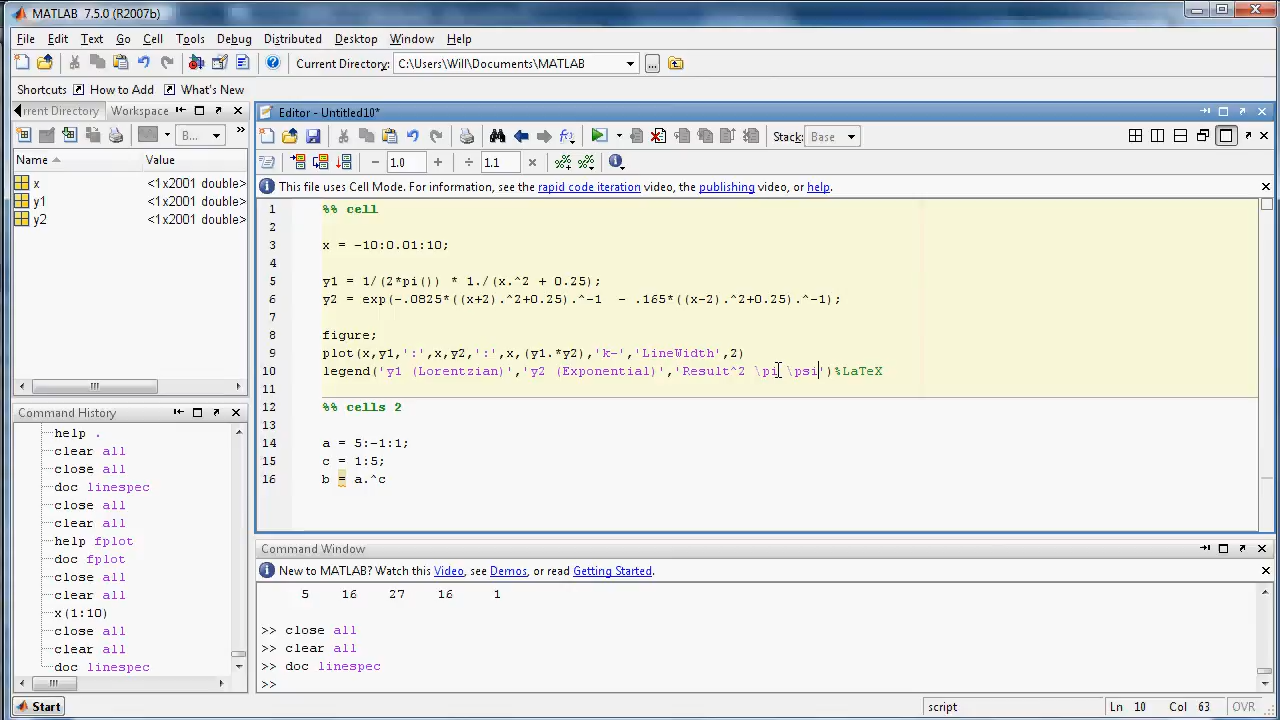 MATLAB 7.5.0 (R2007b)
File Edit Text Go Cell Tools Debug Distributed Desktop Window Help
Current Directory: C:\Users\Will\Documents\MATLAB ...
Shortcuts How to Add What's New
urrent Directory Workspace
B...
Name Value
x <1x2001 double>
y1 <1x2001 double>
y2 <1x2001 double>
Command History
help .
clear all
close all
doc linespec
close all
clear all
help fplot
doc fplot
close all
clear all
x(1:10)
close all
clear all
doc linespec
Editor - Untitled10*
Stack: Base
1.0 1.1
This file uses Cell Mode. For information, see the rapid code iteration video, the publishing video, or help.
1 %% cell
2
3 x = -10:0.01:10;
4
5 y1 = 1/(2*pi()) * 1./(x.^2 + 0.25);
6 y2 = exp(-.0825*((x+2).^2+0.25).^-1  - .165*((x-2).^2+0.25).^-1);
7
8 figure;
9 plot(x,y1,':',x,y2,':',x,(y1.*y2),'k-','LineWidth',2)
10 legend('y1 (Lorentzian)','y2 (Exponential)','Result^2 \pi \psi')%LaTeX
11
12 %% cells 2
13
14 a = 5:-1:1;
15 c = 1:5;
16 b = a.^c
Command Window
New to MATLAB? Watch this Video, see Demos, or read Getting Started.
5 16 27 16 1
>> close all
>> clear all
>> doc linespec
>>
Start
script Ln 10 Col 63 OVR